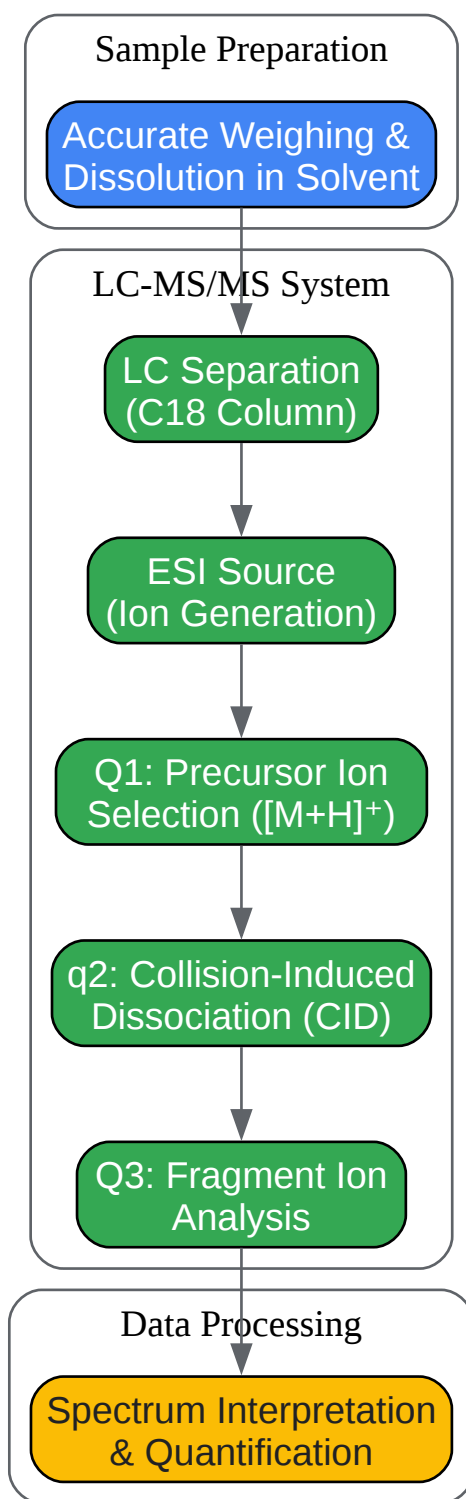 Sample Preparation
Accurate Weighing &
Dissolution in Solvent
LC-MS/MS System
LC Separation
(C18 Column)
ESI Source
(Ion Generation)
Q1: Precursor Ion
Selection ([M+H]⁺)
q2: Collision-Induced
Dissociation (CID)
Q3: Fragment Ion
Analysis
Data Processing
Spectrum Interpretation
& Quantification